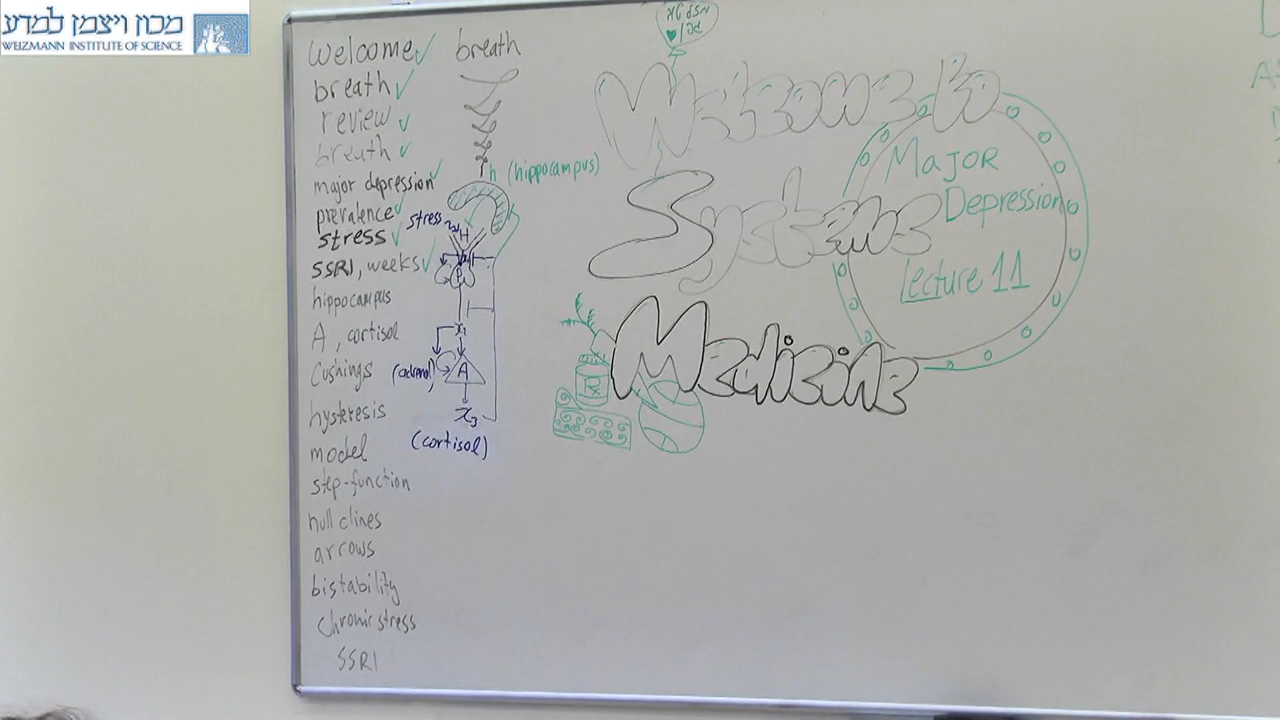 מכון ויצמן למדע
WEIZMANN INSTITUTE OF SCIENCE
welcome ✓
breath ✓
review ✓
breath ✓
major depression ✓
prevalence ✓
stress ✓
SSRI, weeks ✓
hippocampus
A, cortisol
Cushings
hysteresis
model
step-function
null clines
arrows
bistability
chronic stress
SSRI
breath
h (hippocampus)
stress
H
P
x₁
(adrenal)
A
x₃
(cortisol)
Welcome to
Systems
Medicine
Major
Depression
Lecture 11